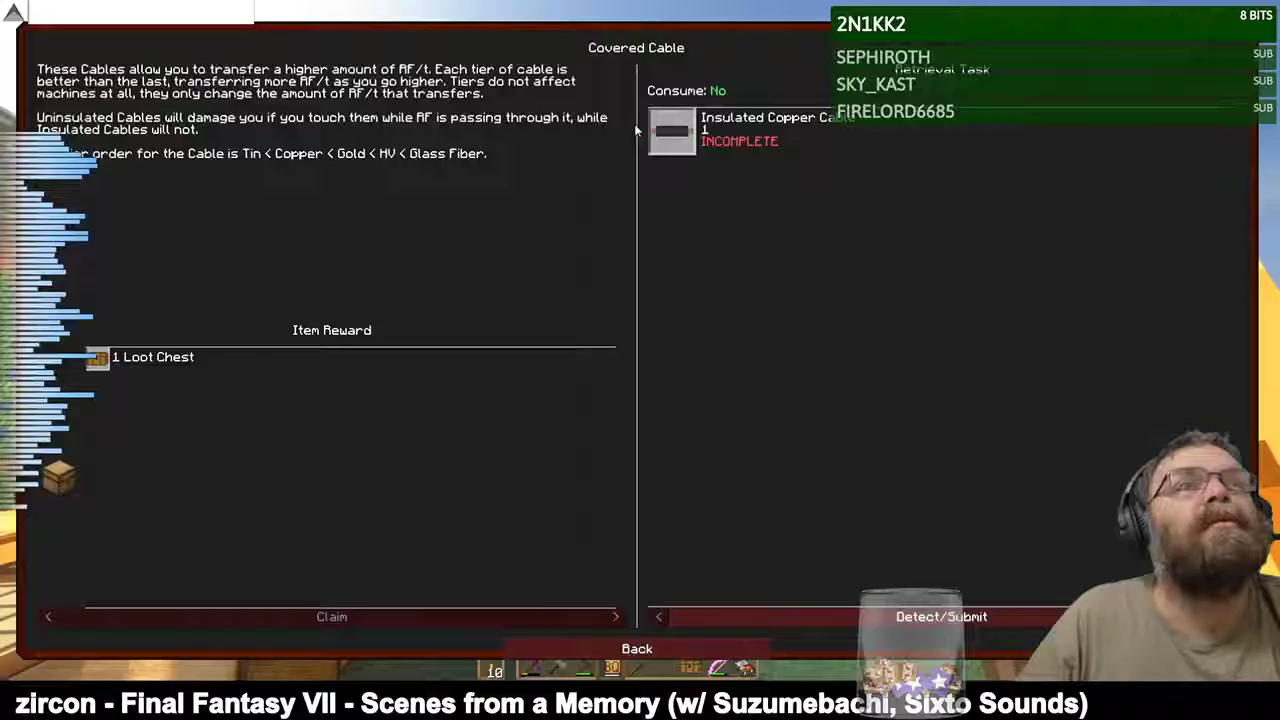 Covered Cable
These Cables allow you to transfer a higher amount of RF/t. Each tier of cable is
better than the last, transferring more RF/t as you go higher. Tiers do not affect
machines at all, they only change the amount of RF/t that transfers.
Uninsulated Cables will damage you if you touch them while RF is passing through it, while
Insulated Cables will not.
order for the Cable is Tin < Copper < Gold < HV < Glass Fiber.
Item Reward
1 Loot Chest
< Claim >
Retrieval Task
Consume: No
Insulated Copper
1
INCOMPLETE
< Detect/Submit
Back
2N1KK2 8 BITS
SEPHIROTH SUB
SKY_KAST SUB
FIRELORD6685 SUB
10
80
zircon - Final Fantasy VII - Scenes from a Memory (w/ Suzumebachi, Sixto Sounds)